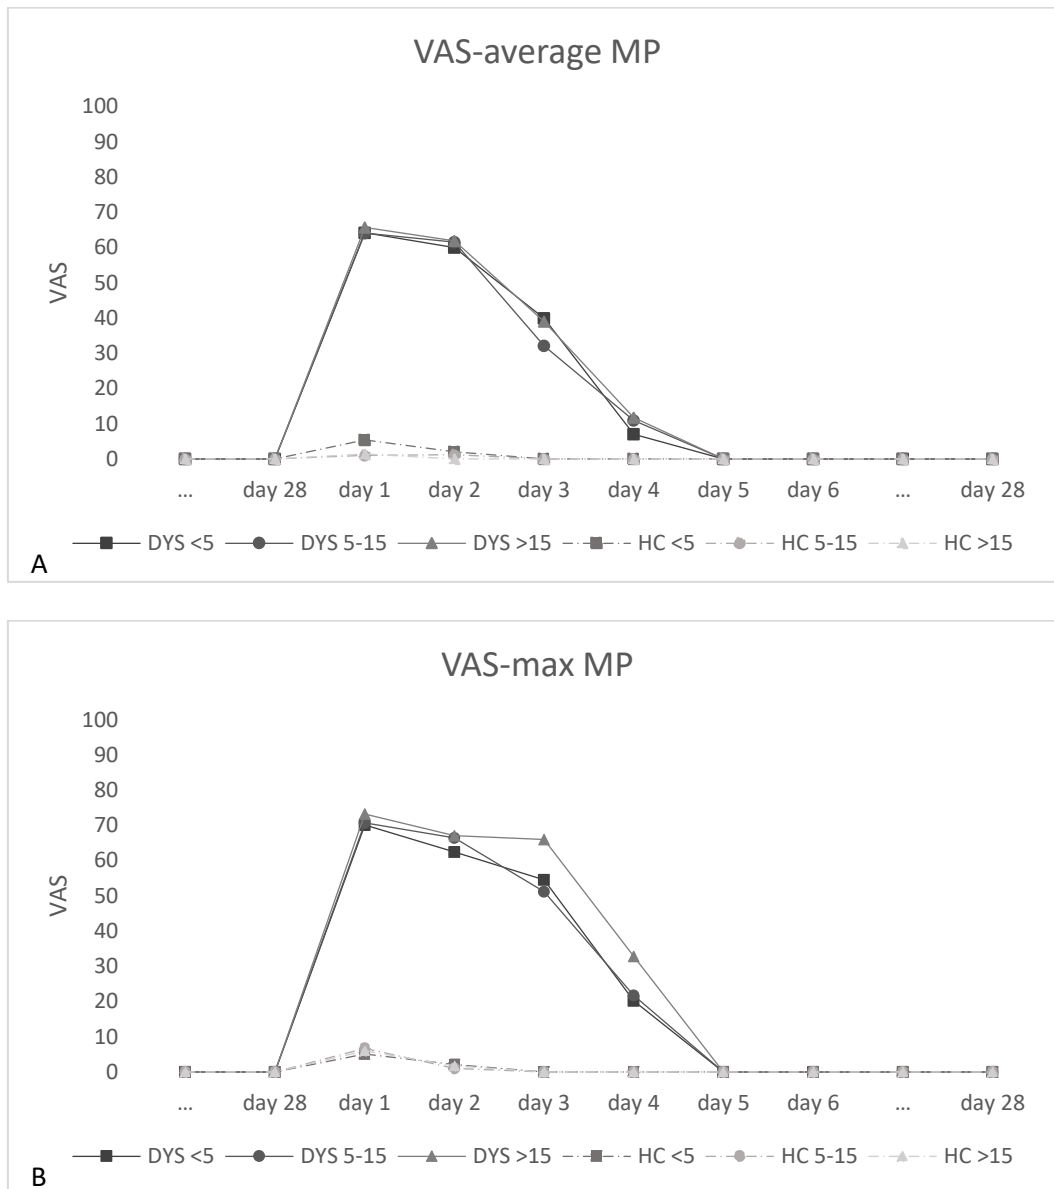 VAS-average MP
100
90
80
70
60
50
40
30
20
10
0
VAS
... day 28 day 1 day 2 day 3 day 4 day 5 day 6 ... day 28
DYS <5 DYS 5-15 DYS >15 HC <5 HC 5-15 HC >15
A
VAS-max MP
100
90
80
70
60
50
40
30
20
10
0
VAS
... day 28 day 1 day 2 day 3 day 4 day 5 day 6 ... day 28
DYS <5 DYS 5-15 DYS >15 HC <5 HC 5-15 HC >15
B